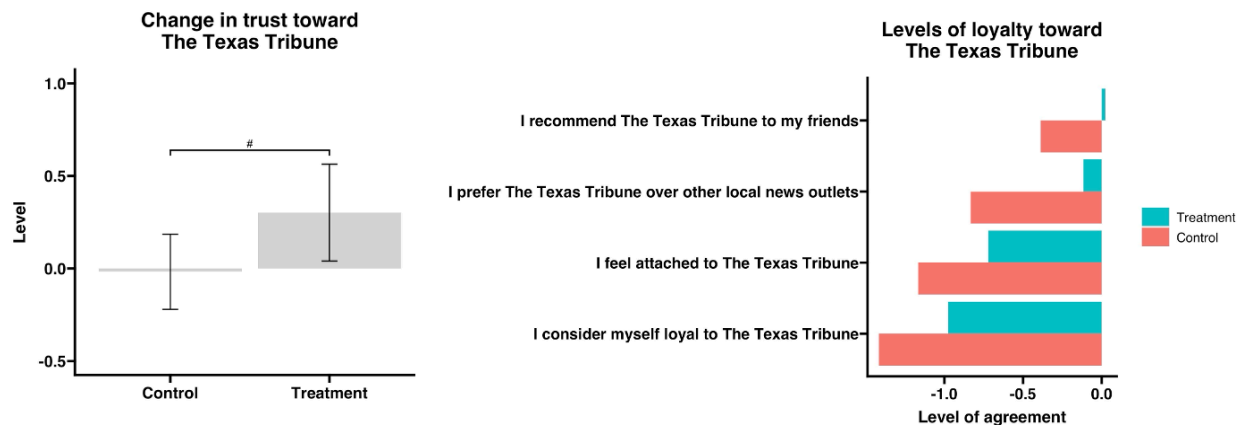 Change in trust toward
The Texas Tribune
1.0
0.5
0.0
-0.5
Level
#
Control
Treatment
Levels of loyalty toward
The Texas Tribune
I recommend The Texas Tribune to my friends
I prefer The Texas Tribune over other local news outlets
I feel attached to The Texas Tribune
I consider myself loyal to The Texas Tribune
-1.0
-0.5
0.0
Level of agreement
Treatment
Control